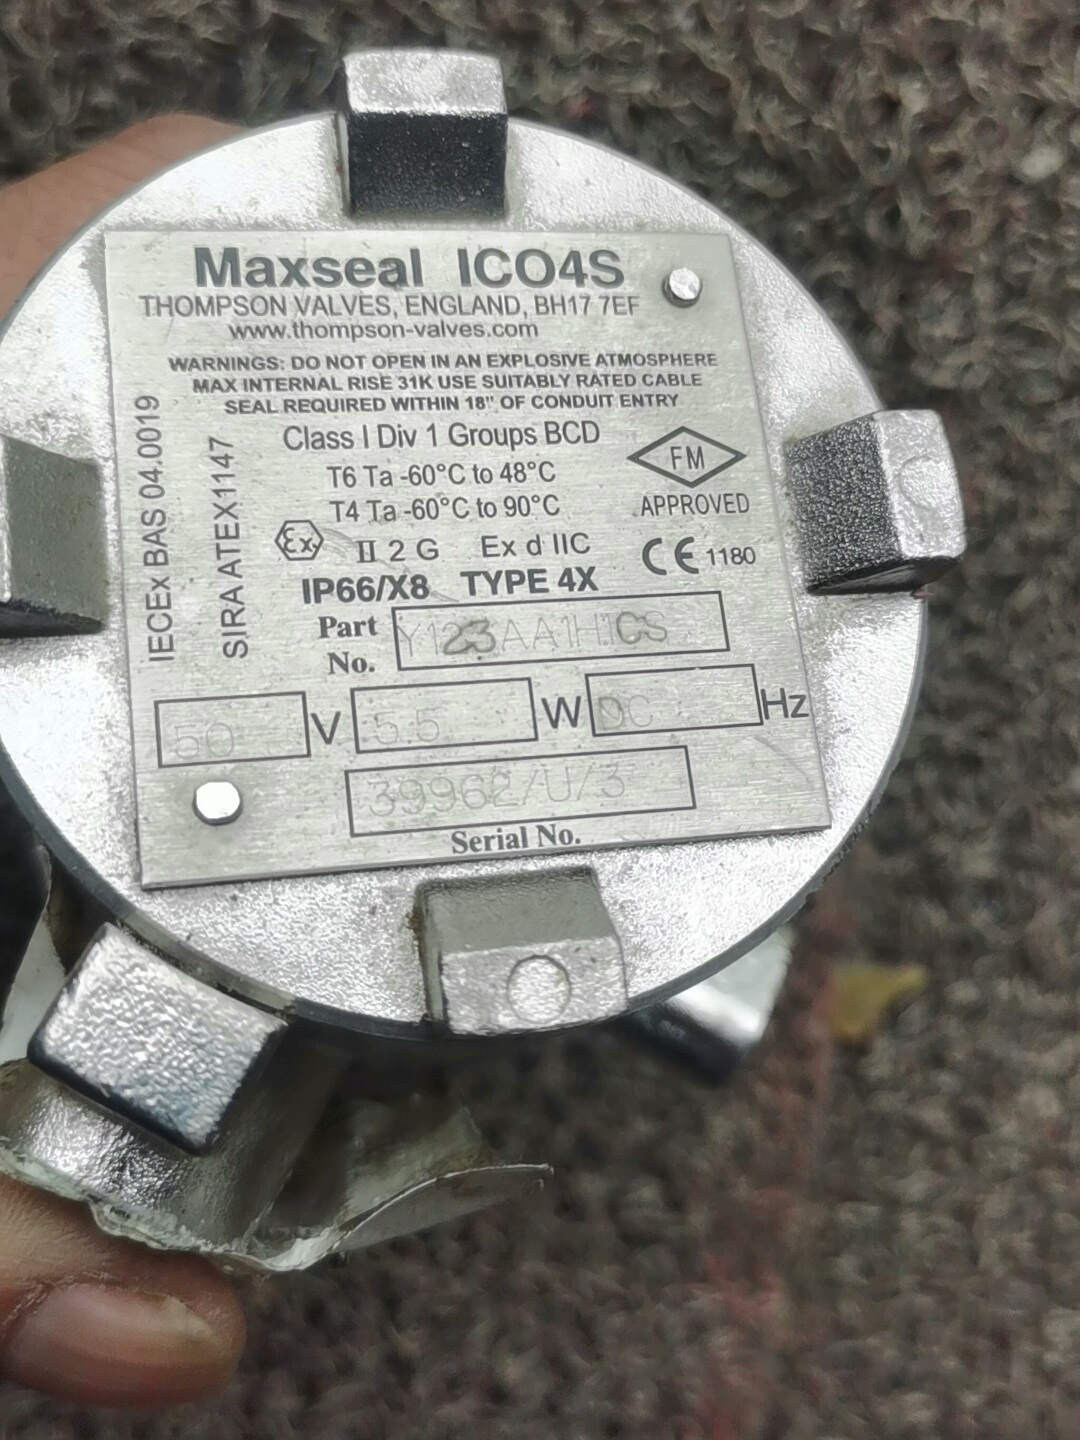 Maxseal ICO4S
THOMPSON VALVES, ENGLAND, BH17 7EF
www.thompson-valves.com
WARNINGS: DO NOT OPEN IN AN EXPLOSIVE ATMOSPHERE
MAX INTERNAL RISE 31K USE SUITABLY RATED CABLE
SEAL REQUIRED WITHIN 18" OF CONDUIT ENTRY
IECEx BAS 04.0019
SIRA ATEX1147
Class I Div 1 Groups BCD
T6 Ta -60°C to 48°C
T4 Ta -60°C to 90°C
FM
APPROVED
Ex II 2 G Ex d IIC
CE 1180
IP66/X8 TYPE 4X
Part No.
50 V 5.5 W DC Hz
39962/U/3
Serial No.